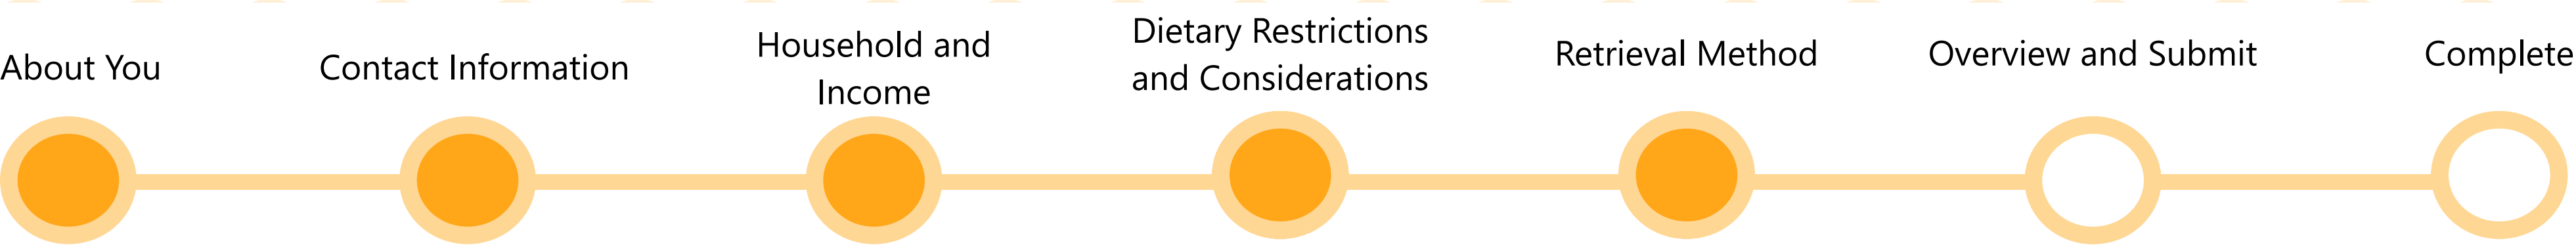 About You
Contact Information
Household and
Income
Dietary Restrictions
and Considerations
Retrieval Method
Overview and Submit
Complete